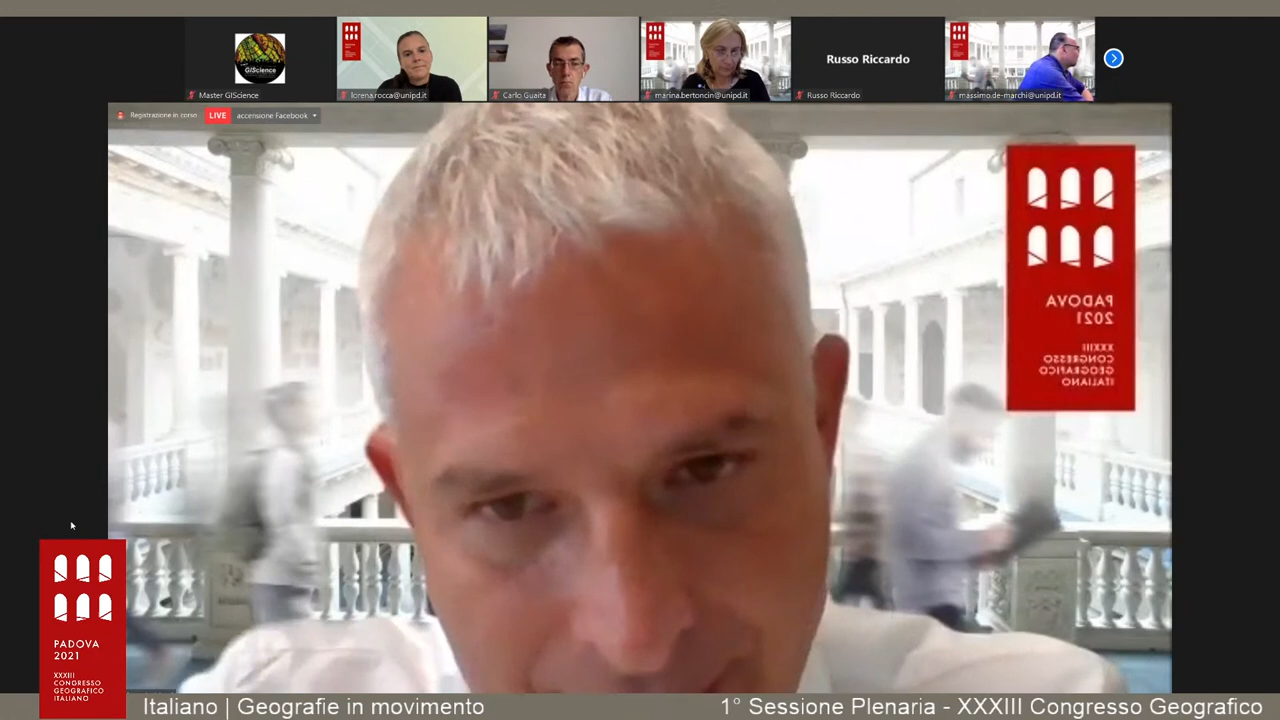 GIScience
Russo Riccardo
Master GIScience
lorena.rocca@unipd.it
Carlo Guaita
marina.bertoncin@unipd.it
Russo Riccardo
massimo.de-marchi@unipd.it
Registrazione in corso
LIVE
accensione Facebook
PADOVA
2021
XXXIII
CONGRESSO
GEOGRAFICO
ITALIANO
PADOVA
2021
XXXIII
CONGRESSO
GEOGRAFICO
ITALIANO
Italiano | Geografie in movimento
1° Sessione Plenaria - XXXIII Congresso Geografico